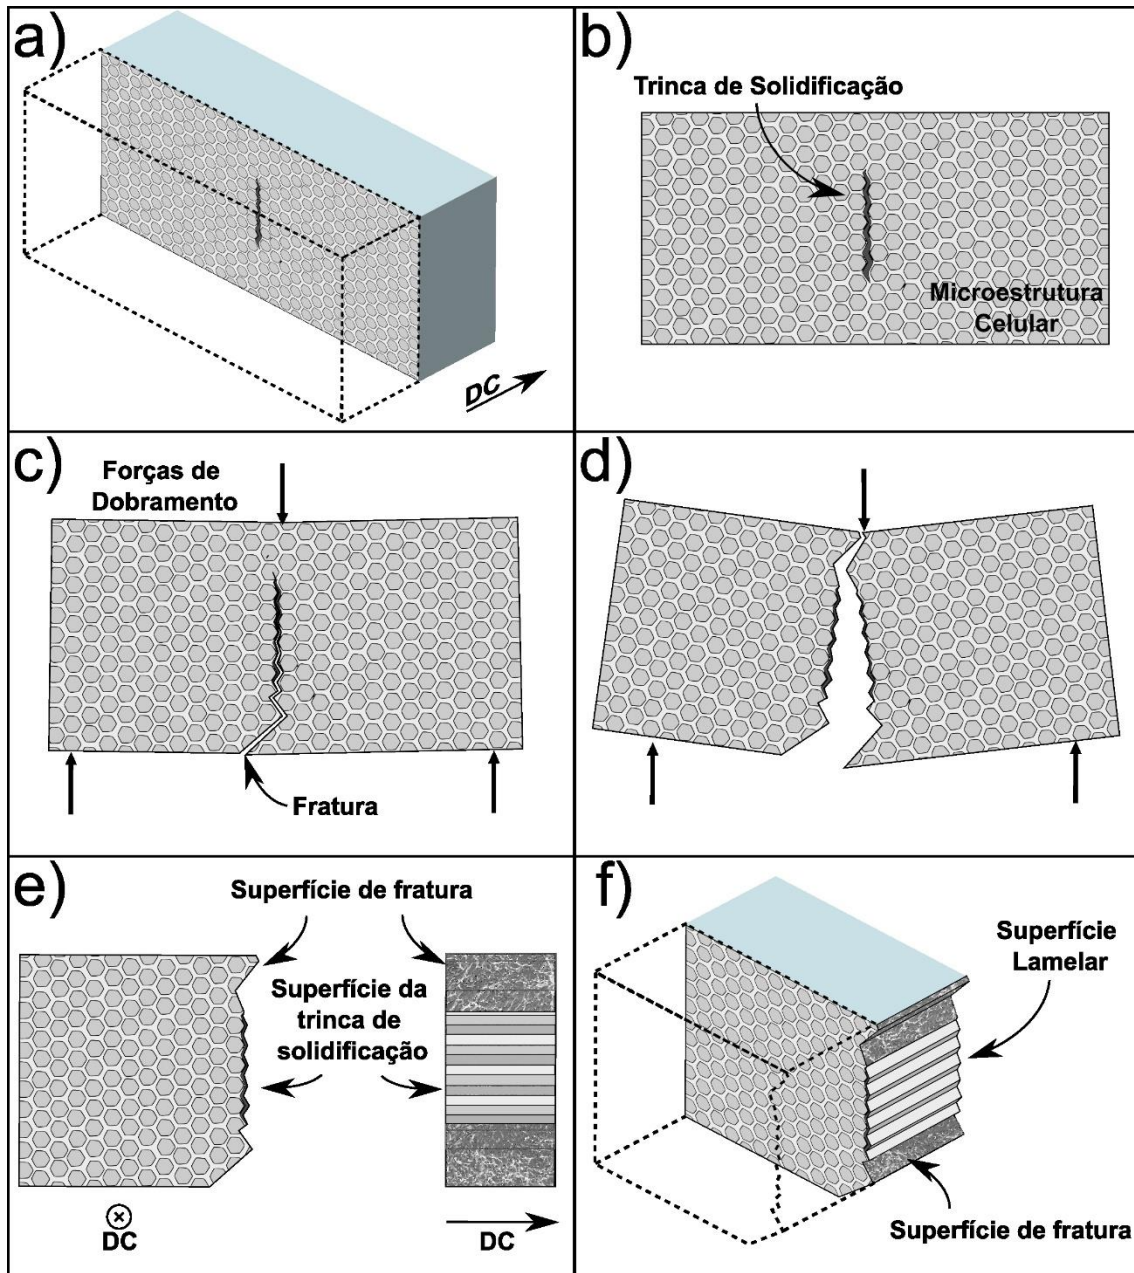 a)
DC
b)
Trinca de Solidificação
Microestrutura
Celular
c)
Forças de
Dobramento
Fratura
d)
e)
Superfície de fratura
Superfície da
trinca de
solidificação
DC
DC
f)
Superfície
Lamelar
Superfície de fratura